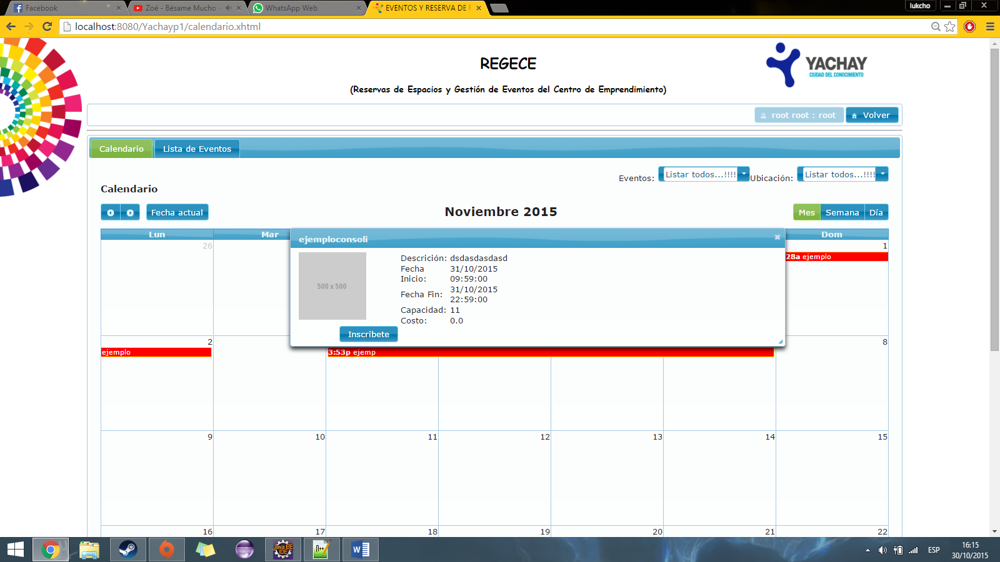 Facebook
Zoé - Bésame Mucho
WhatsApp Web
EVENTOS Y RESERVA DE
lukcho
localhost:8080/Yachayp1/calendario.xhtml
REGECE
YACHAY
CIUDAD DEL CONOCIMIENTO
(Reservas de Espacios y Gestión de Eventos del Centro de Emprendimiento)
root root : root
Volver
Calendario
Lista de Eventos
Eventos:
Listar todos...!!!!
Ubicación:
Listar todos...!!!!
Calendario
Fecha actual
Noviembre 2015
Mes
Semana
Día
Lun
Mar
Dom
26
1
28a ejemplo
ejemploconsoli
500 x 500
Descrición: dsdasdasdasd
Fecha Inicio: 31/10/2015 09:59:00
Fecha Fin: 31/10/2015 22:59:00
Capacidad: 11
Costo: 0.0
Inscribete
2
8
ejemplo
3:53p ejemp
9
10
11
12
13
14
15
16
17
18
19
20
21
22
Java EE
IDE
ESP
16:15
30/10/2015